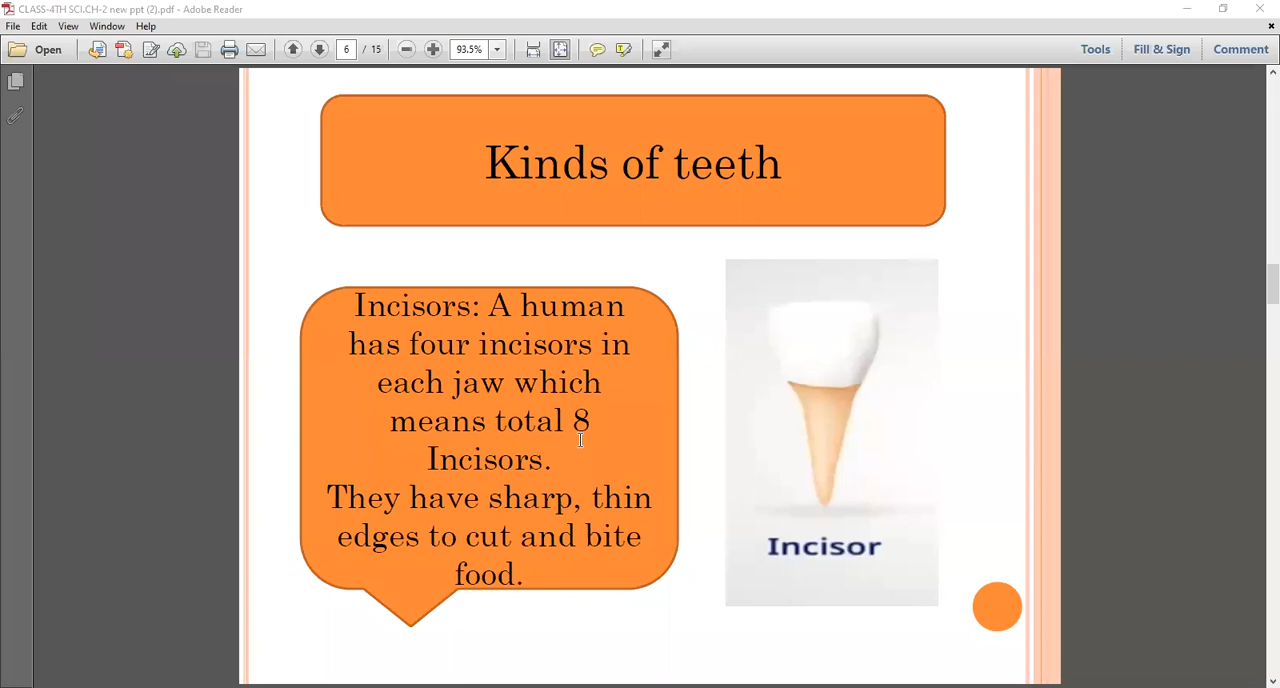 CLASS-4TH SCI.CH-2 new ppt (2).pdf - Adobe Reader
File Edit View Window Help
Open 6 / 15 93.5% Tools Fill & Sign Comment
Kinds of teeth
Incisors: A human
has four incisors in
each jaw which
means total 8
Incisors.
They have sharp, thin
edges to cut and bite
food.
Incisor